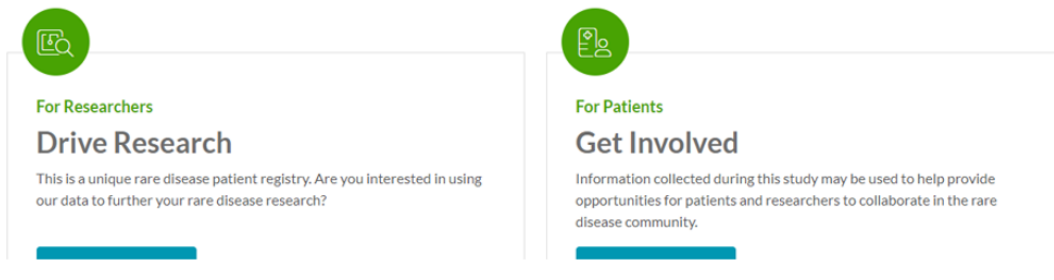 For Researchers
Drive Research
This is a unique rare disease patient registry. Are you interested in using
our data to further your rare disease research?
For Patients
Get Involved
Information collected during this study may be used to help provide
opportunities for patients and researchers to collaborate in the rare
disease community.